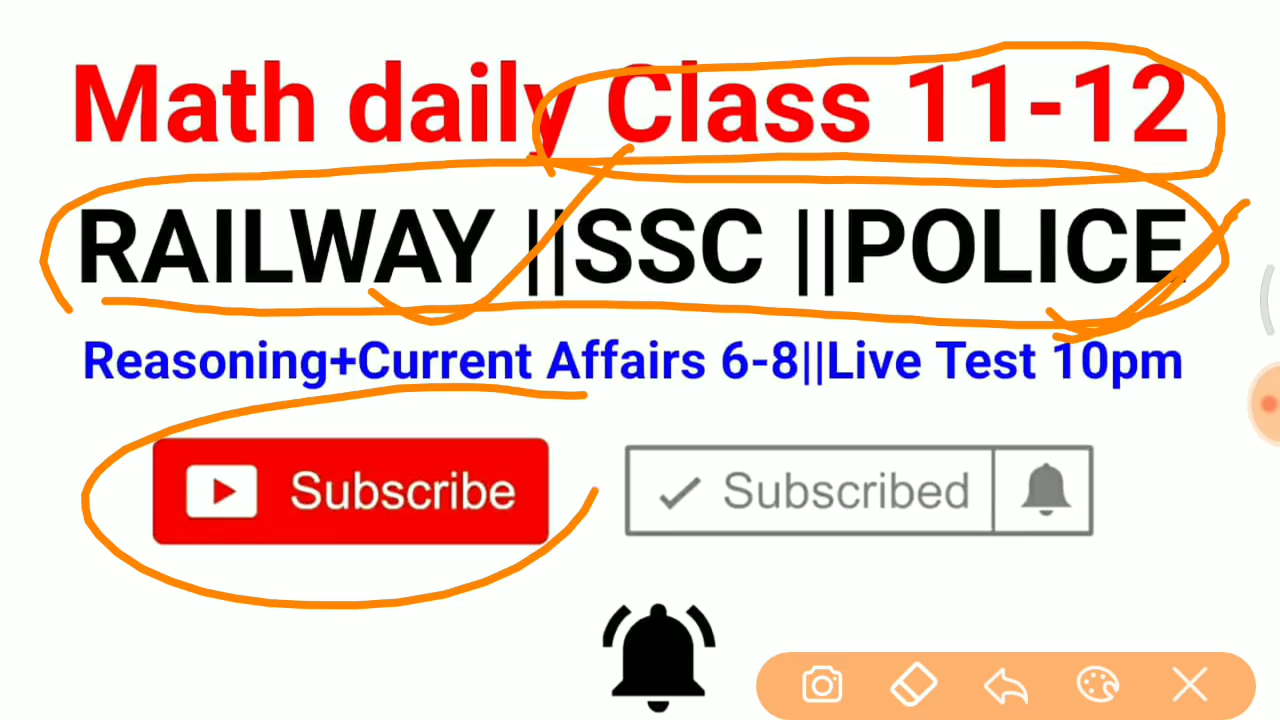 Math daily Class 11-12
RAILWAY ||SSC ||POLICE
Reasoning+Current Affairs 6-8||Live Test 10pm
Subscribe
Subscribed